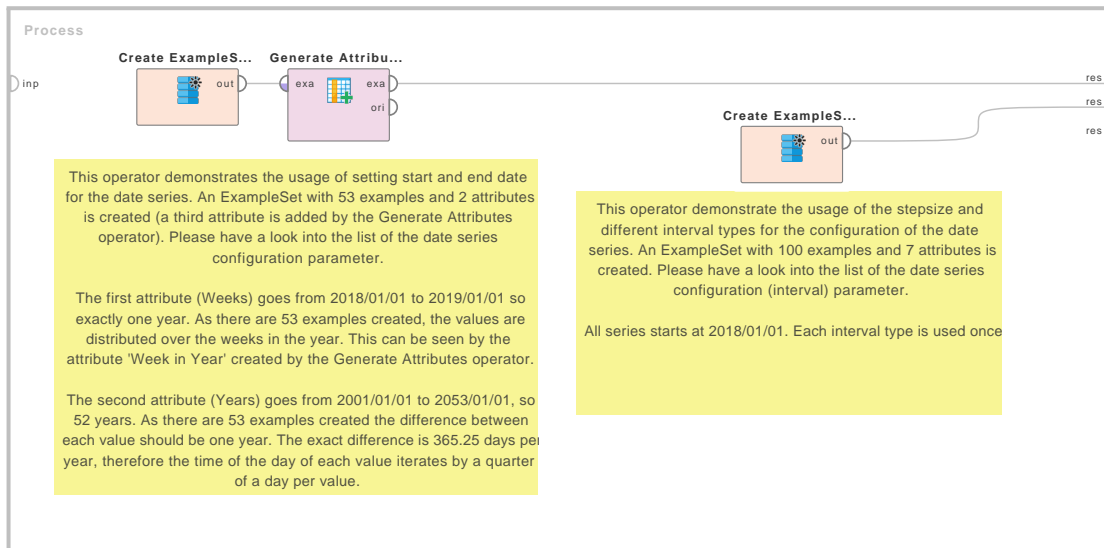 Process
Create ExampleS...
Generate Attribu...
inp
out
exa
exa
ori
res
res
res
Create ExampleS...
out
This operator demonstrates the usage of setting start and end date
for the date series. An ExampleSet with 53 examples and 2 attributes
is created (a third attribute is added by the Generate Attributes
operator). Please have a look into the list of the date series
configuration parameter.
The first attribute (Weeks) goes from 2018/01/01 to 2019/01/01 so
exactly one year. As there are 53 examples created, the values are
distributed over the weeks in the year. This can be seen by the
attribute 'Week in Year' created by the Generate Attributes operator.
The second attribute (Years) goes from 2001/01/01 to 2053/01/01, so
52 years. As there are 53 examples created the difference between
each value should be one year. The exact difference is 365.25 days per
year, therefore the time of the day of each value iterates by a quarter
of a day per value.
This operator demonstrate the usage of the stepsize and
different interval types for the configuration of the date
series. An ExampleSet with 100 examples and 7 attributes is
created. Please have a look into the list of the date series
configuration (interval) parameter.
All series starts at 2018/01/01. Each interval type is used once